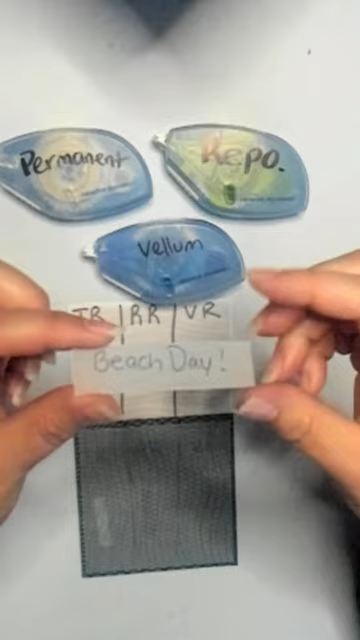 Permanent
Repo.
Vellum
TR | RR | VR
Beach Day!